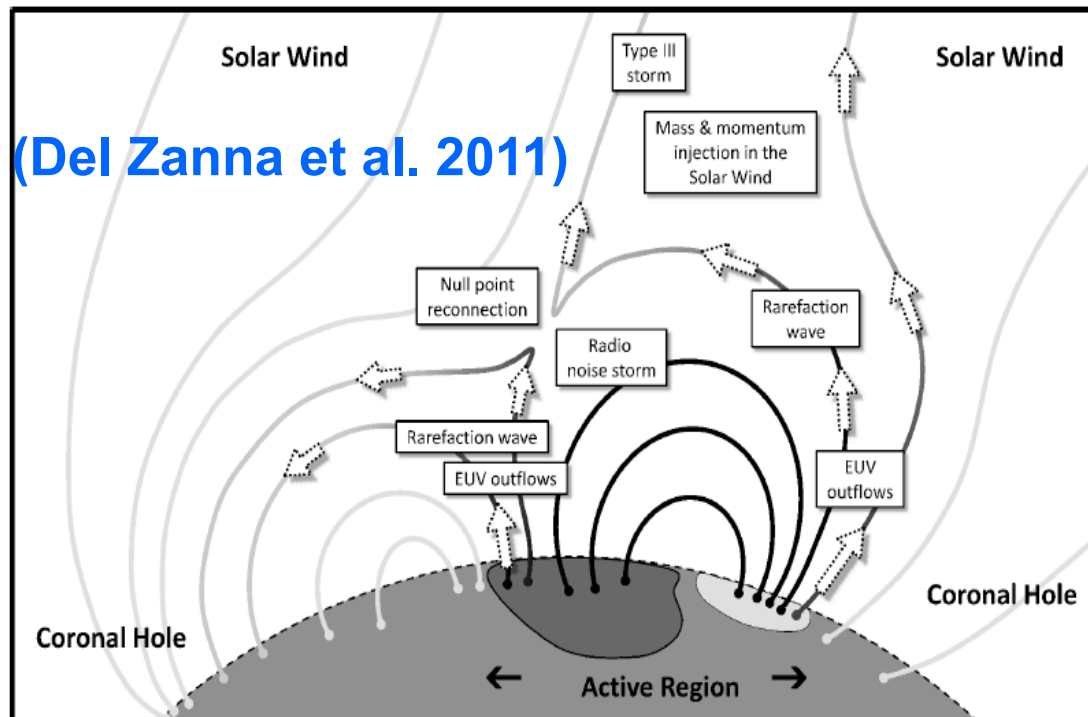 Solar Wind
Type III
storm
Solar Wind
Mass & momentum
injection in the
Solar Wind
(Del Zanna et al. 2011)
Null point
reconnection
Rarefaction
wave
Radio
noise storm
Rarefaction wave
EUV outflows
EUV
outflows
Coronal Hole
Coronal Hole
Active Region